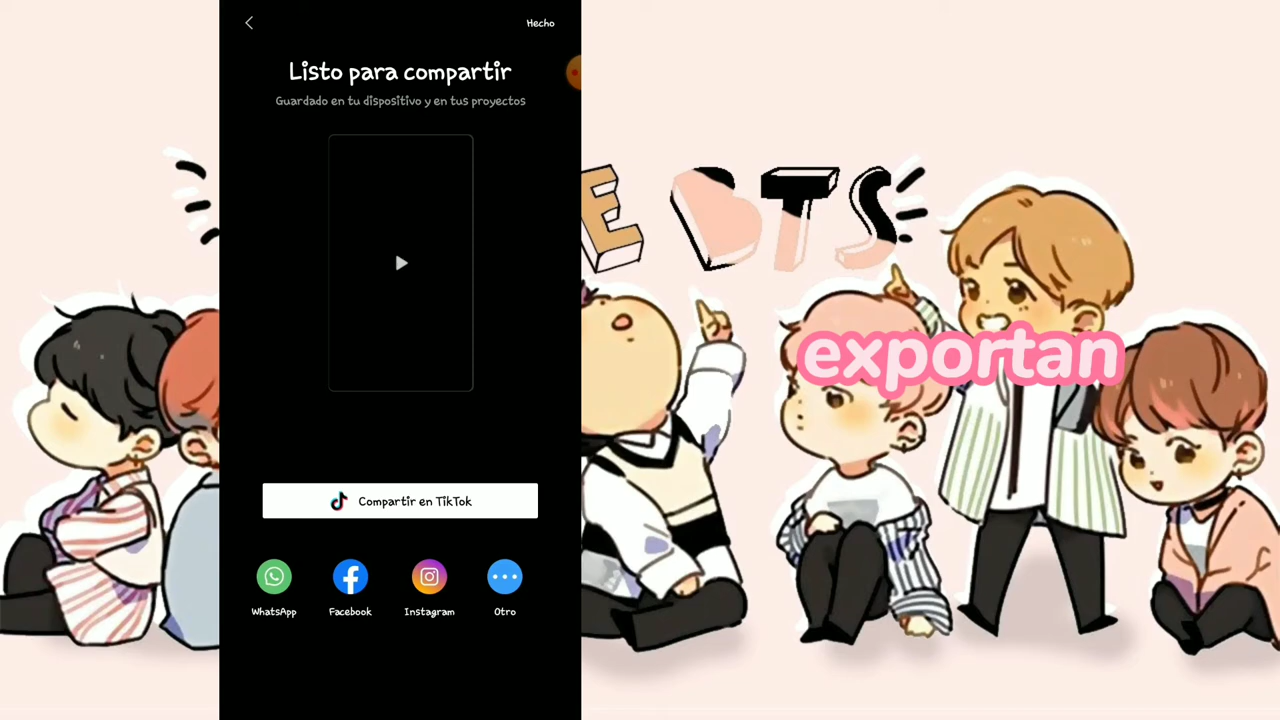 Hecho
Listo para compartir
Guardado en tu dispositivo y en tus proyectos
E BTS
exportan
Compartir en TikTok
WhatsApp
Facebook
Instagram
Otro